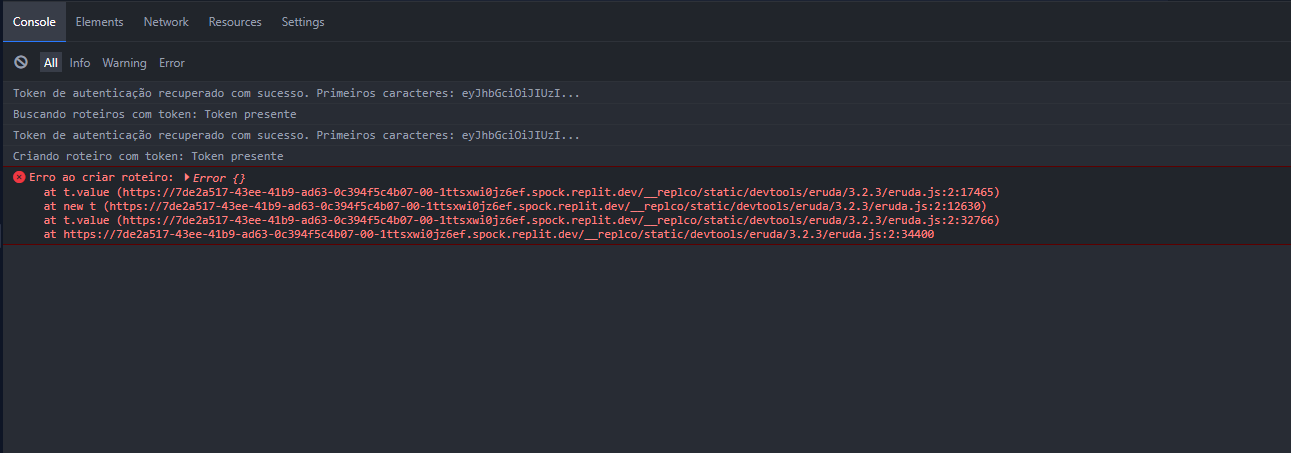 Console Elements Network Resources Settings
All Info Warning Error
Token de autenticação recuperado com sucesso. Primeiros caracteres: eyJhbGciOiJIUzI...
Buscando roteiros com token: Token presente
Token de autenticação recuperado com sucesso. Primeiros caracteres: eyJhbGciOiJIUzI...
Criando roteiro com token: Token presente
Erro ao criar roteiro: Error {}
at t.value (https://7de2a517-43ee-41b9-ad63-0c394f5c4b07-00-1ttsxwi0jz6ef.spock.replit.dev/__replco/static/devtools/eruda/3.2.3/eruda.js:2:17465)
at new t (https://7de2a517-43ee-41b9-ad63-0c394f5c4b07-00-1ttsxwi0jz6ef.spock.replit.dev/__replco/static/devtools/eruda/3.2.3/eruda.js:2:12630)
at t.value (https://7de2a517-43ee-41b9-ad63-0c394f5c4b07-00-1ttsxwi0jz6ef.spock.replit.dev/__replco/static/devtools/eruda/3.2.3/eruda.js:2:32766)
at https://7de2a517-43ee-41b9-ad63-0c394f5c4b07-00-1ttsxwi0jz6ef.spock.replit.dev/__replco/static/devtools/eruda/3.2.3/eruda.js:2:34400